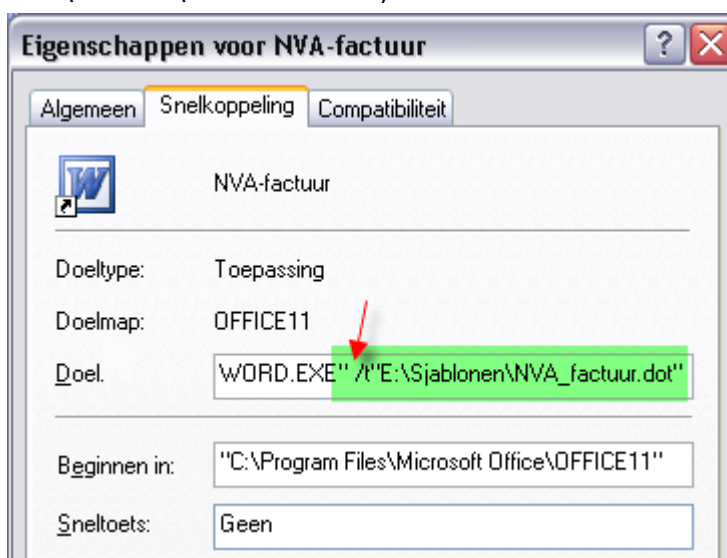 Eigenschappen voor NVA-factuur
Algemeen Snelkoppeling Compatibiliteit
NVA-factuur
Doeltype: Toepassing
Doelmap: OFFICE11
Doel. WORD.EXE" /t"E:\Sjablonen\NVA_factuur.dot"
Beginnen in: "C:\Program Files\Microsoft Office\OFFICE11"
Sneltoets: Geen